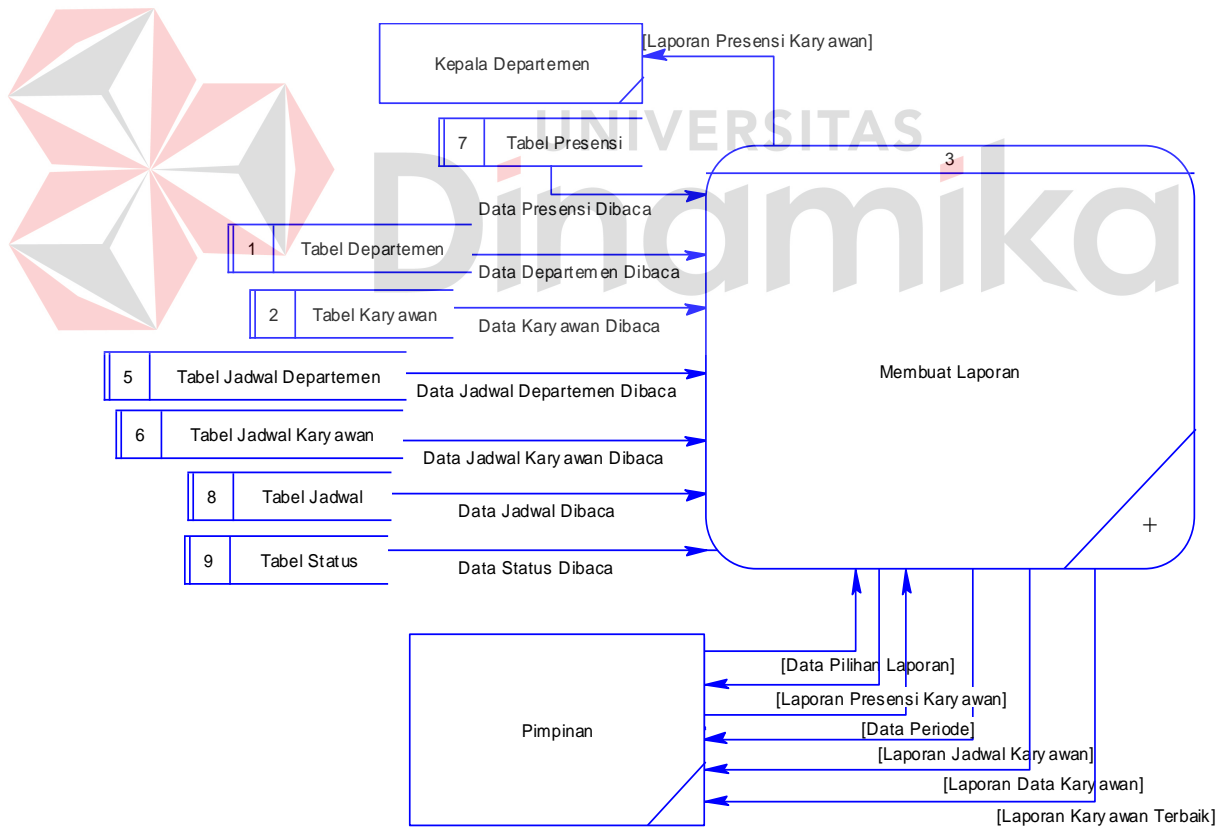 [Laporan Presensi Karyawan]
Kepala Departemen
UNIVERSITAS
Dinamika
7 Tabel Presensi
3
Data Presensi Dibaca
1 Tabel Departemen
Data Departemen Dibaca
2 Tabel Karyawan
Data Karyawan Dibaca
5 Tabel Jadwal Departemen
Data Jadwal Departemen Dibaca
Membuat Laporan
6 Tabel Jadwal Karyawan
Data Jadwal Karyawan Dibaca
8 Tabel Jadwal
Data Jadwal Dibaca
+
9 Tabel Status
Data Status Dibaca
[Data Pilihan Laporan]
[Laporan Presensi Karyawan]
Pimpinan
[Data Periode]
[Laporan Jadwal Karyawan]
[Laporan Data Karyawan]
[Laporan Karyawan Terbaik]